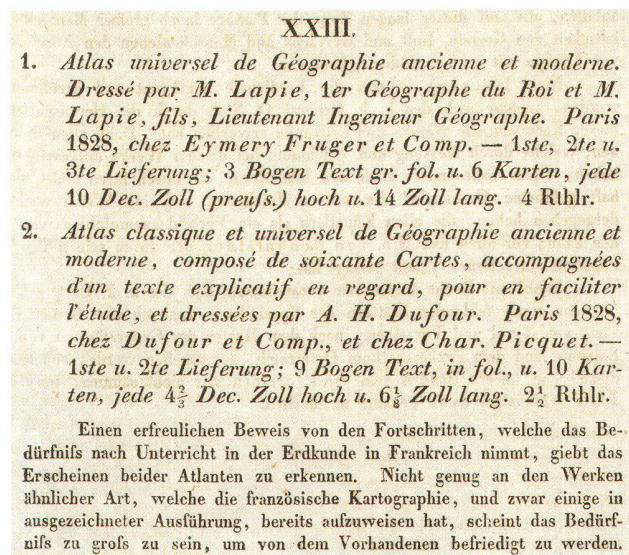 XXIII.
1. Atlas universel de Géographie ancienne et moderne.
Dressé par M. Lapie, 1er Géographe du Roi et M.
Lapie, fils, Lieutenant Ingenieur Géographe. Paris
1828, chez Eymery Fruger et Comp. — 1ste, 2te u.
3te Lieferung; 3 Bogen Text gr. fol. u. 6 Karten, jede
10 Dec. Zoll (preuſs.) hoch u. 14 Zoll lang. 4 Rthlr.
2. Atlas classique et universel de Géographie ancienne et
moderne, composé de soixante Cartes, accompagnées
d'un texte explicatif en regard, pour en faciliter
l'étude, et dressées par A. H. Dufour. Paris 1828,
chez Dufour et Comp., et chez Char. Picquet. —
1ste u. 2te Lieferung; 9 Bogen Text, in fol., u. 10 Kar-
ten, jede 4⅔ Dec. Zoll hoch u. 6⅛ Zoll lang. 2½ Rthlr.
Einen erfreulichen Beweis von den Fortschritten, welche das Be-
dürfniſs nach Unterricht in der Erdkunde in Frankreich nimmt, giebt das
Erscheinen beider Atlanten zu erkennen. Nicht genug an den Werken
ähnlicher Art, welche die französische Kartographie, und zwar einige in
ausgezeichneter Ausführung, bereits aufzuweisen hat, scheint das Bedürf-
niſs zu groſs zu sein, um von dem Vorhandenen befriedigt zu werden.